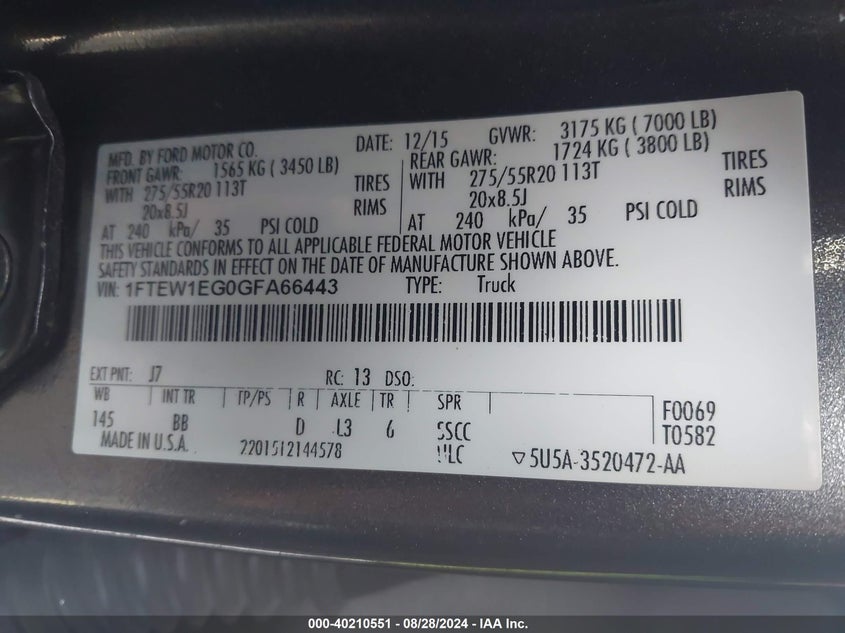 MFD. BY FORD MOTOR CO.
DATE: 12/15 GVWR: 3175 KG ( 7000 LB)
FRONT GAWR: 1565 KG ( 3450 LB) REAR GAWR: 1724 KG ( 3800 LB)
WITH 275/55R20 113T TIRES WITH 275/55R20 113T TIRES
20x8.5J RIMS 20x8.5J RIMS
AT 240 kPa/ 35 PSI COLD AT 240 kPa/ 35 PSI COLD
THIS VEHICLE CONFORMS TO ALL APPLICABLE FEDERAL MOTOR VEHICLE
SAFETY STANDARDS IN EFFECT ON THE DATE OF MANUFACTURE SHOWN ABOVE.
VIN: 1FTEW1EG0GFA66443 TYPE: Truck
EXT PNT: J7 RC: 13 DSO:
WB INT TR TP/PS R AXLE TR SPR F0069
145 BB D L3 6 SSCC T0582
MADE IN U.S.A. 2201512144578 ULC ▽5U5A-3520472-AA
000-40210551 - 08/28/2024 - IAA Inc.